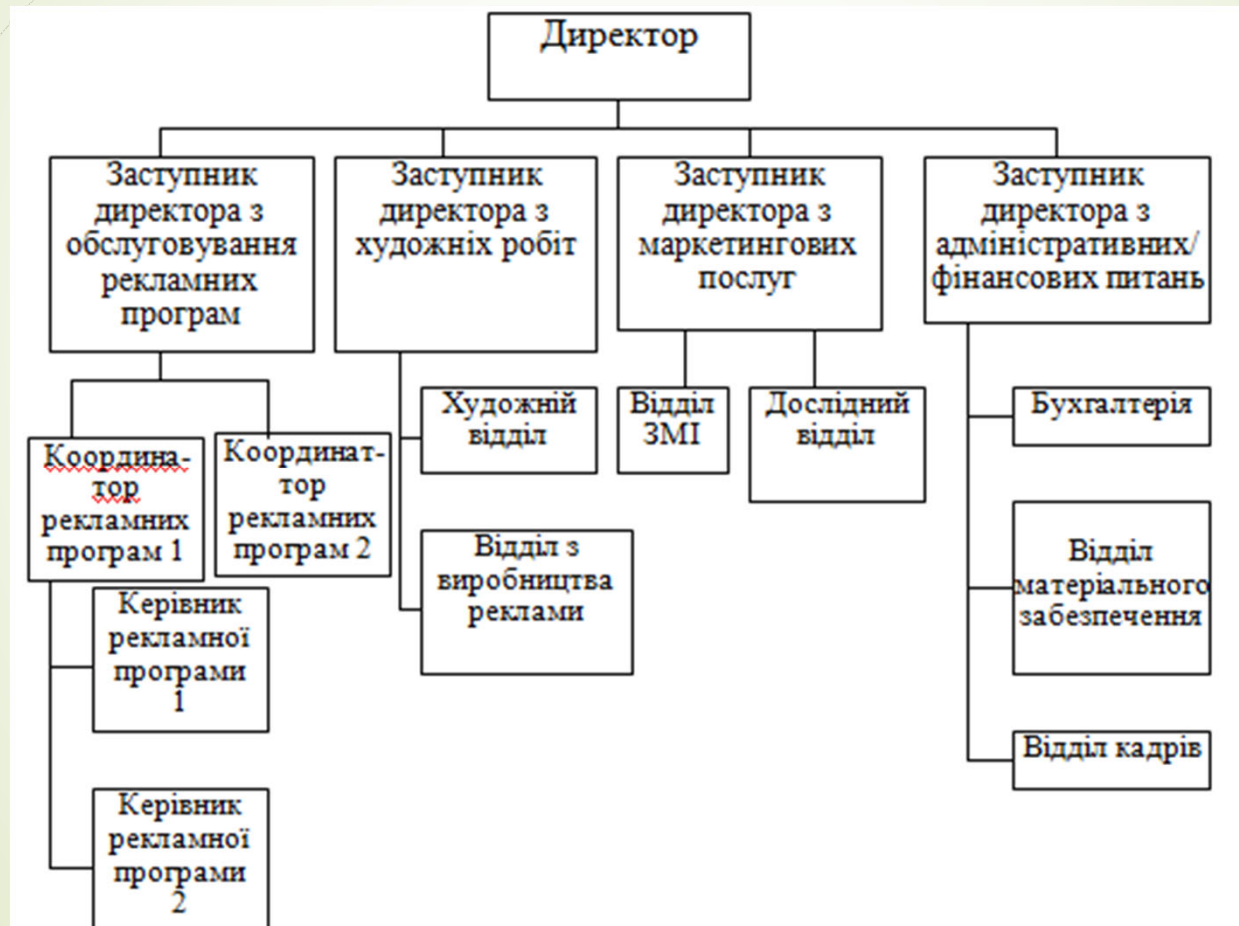 Директор
Заступник
директора з
обслуговування
рекламних
програм
Заступник
директора з
художніх робіт
Заступник
директора з
маркетингових
послуг
Заступник
директора з
адміністративних/
фінансових питань
Координа-
тор
рекламних
програм 1
Координат-
тор
рекламних
програм 2
Керівник
рекламної
програми
1
Керівник
рекламної
програми
2
Художній
відділ
Відділ з
виробництва
реклами
Відділ
ЗМІ
Дослідний
відділ
Бухгалтерія
Відділ
матеріального
забезпечення
Відділ кадрів